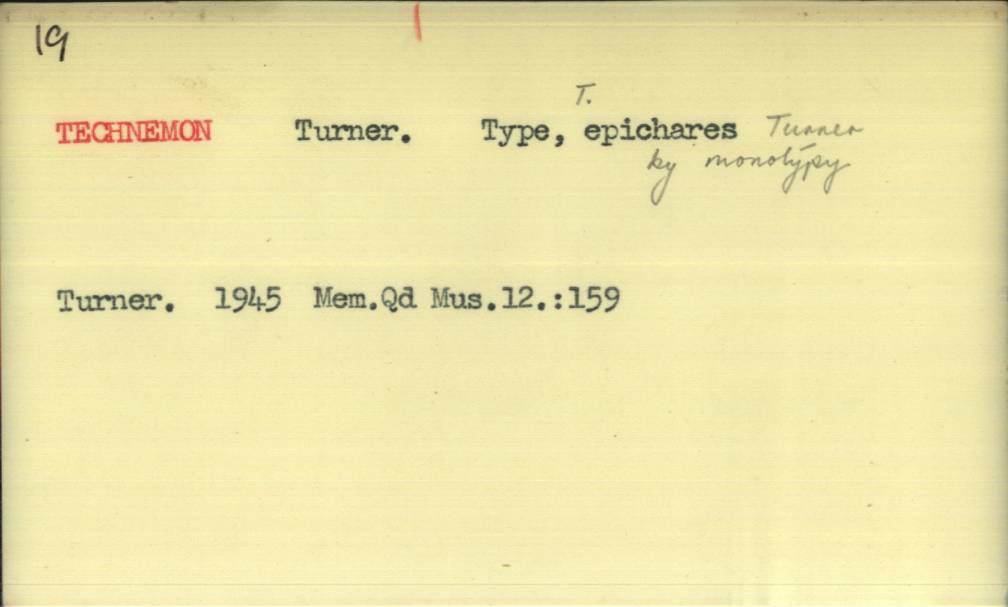 19
T.
TECHNEMON Turner. Type, epichares Turner
by monotypy
Turner. 1945 Mem.Qd Mus.12.:159